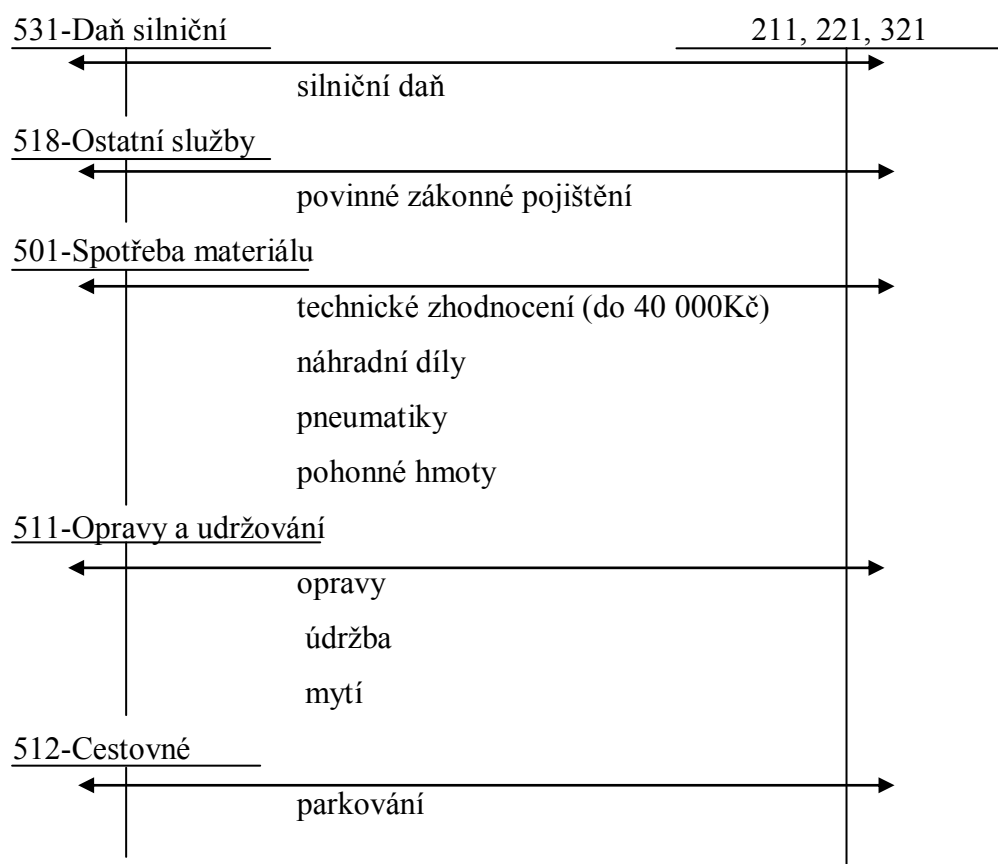 531-Daň silniční 211, 221, 321
silniční daň
518-Ostatní služby
povinné zákonné pojištění
501-Spotřeba materiálu
technické zhodnocení (do 40 000Kč)
náhradní díly
pneumatiky
pohonné hmoty
511-Opravy a udržování
opravy
údržba
mytí
512-Cestovné
parkování